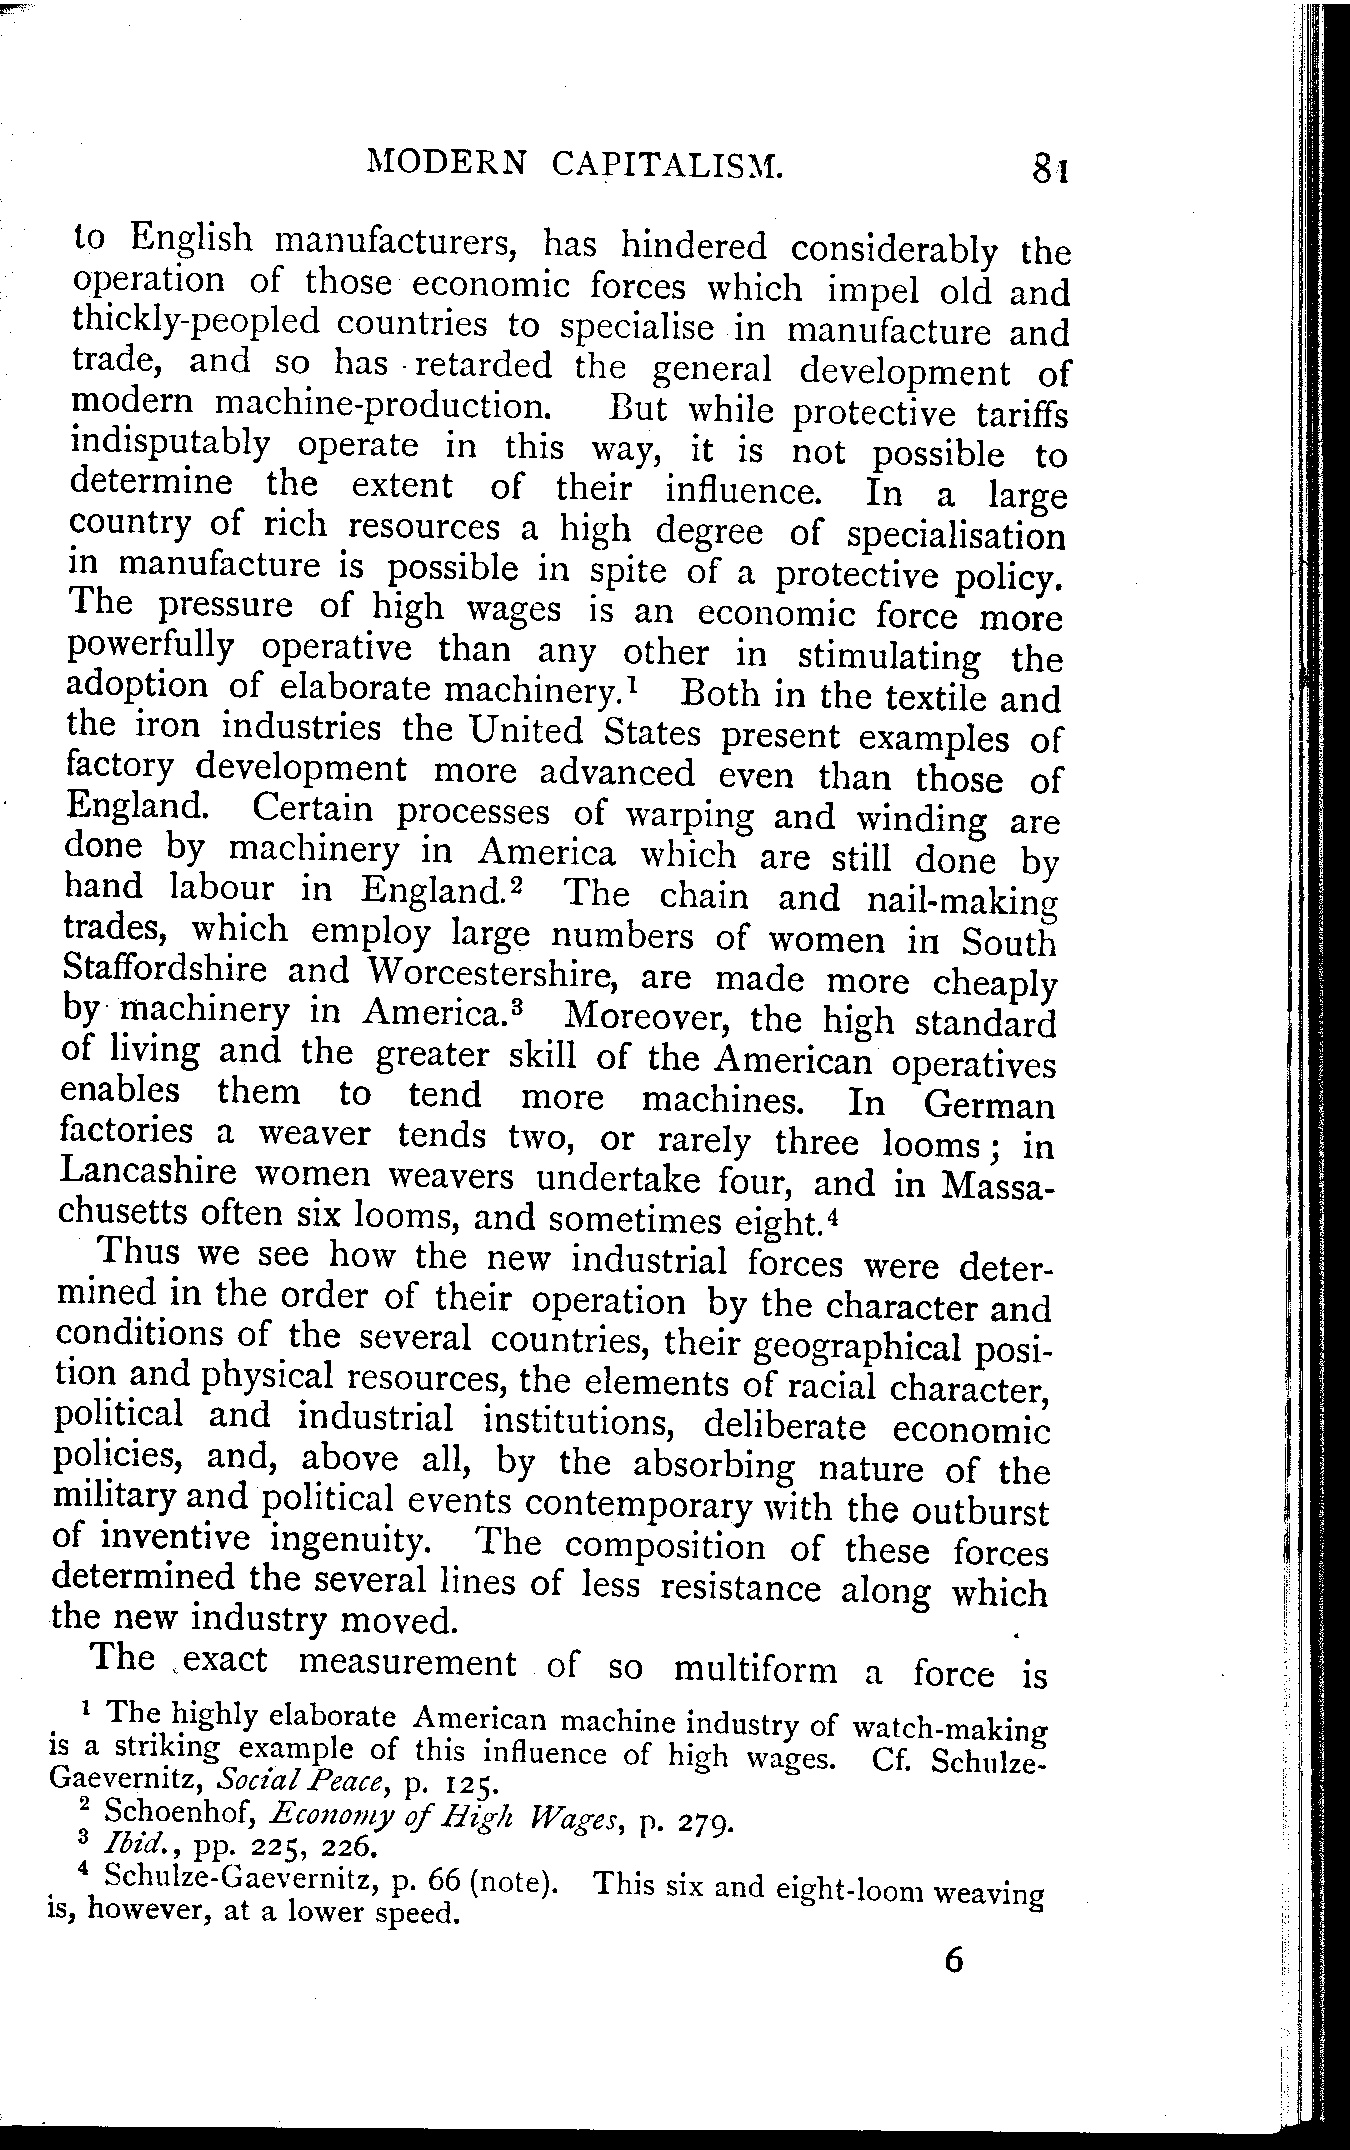 MODERN CAPITALISM. 81
to English manufacturers, has hindered considerably the
operation of those economic forces which impel old and
thickly-peopled countries to specialise in manufacture and
trade, and so has retarded the general development of
modern machine-production. But while protective tariffs
indisputably operate in this way, it is not possible to
determine the extent of their influence. In a large
country of rich resources a high degree of specialisation
in manufacture is possible in spite of a protective policy.
The pressure of high wages is an economic force more
powerfully operative than any other in stimulating the
adoption of elaborate machinery.¹ Both in the textile and
the iron industries the United States present examples of
factory development more advanced even than those of
England. Certain processes of warping and winding are
done by machinery in America which are still done by
hand labour in England.² The chain and nail-making
trades, which employ large numbers of women in South
Staffordshire and Worcestershire, are made more cheaply
by machinery in America.³ Moreover, the high standard
of living and the greater skill of the American operatives
enables them to tend more machines. In German
factories a weaver tends two, or rarely three looms; in
Lancashire women weavers undertake four, and in Massa-
chusetts often six looms, and sometimes eight.⁴
Thus we see how the new industrial forces were deter-
mined in the order of their operation by the character and
conditions of the several countries, their geographical posi-
tion and physical resources, the elements of racial character,
political and industrial institutions, deliberate economic
policies, and, above all, by the absorbing nature of the
military and political events contemporary with the outburst
of inventive ingenuity. The composition of these forces
determined the several lines of less resistance along which
the new industry moved.
The exact measurement of so multiform a force is
¹ The highly elaborate American machine industry of watch-making
is a striking example of this influence of high wages. Cf. Schulze-
Gaevernitz, Social Peace, p. 125.
² Schoenhof, Economy of High Wages, p. 279.
³ Ibid., pp. 225, 226.
⁴ Schulze-Gaevernitz, p. 66 (note). This six and eight-loom weaving
is, however, at a lower speed.
6